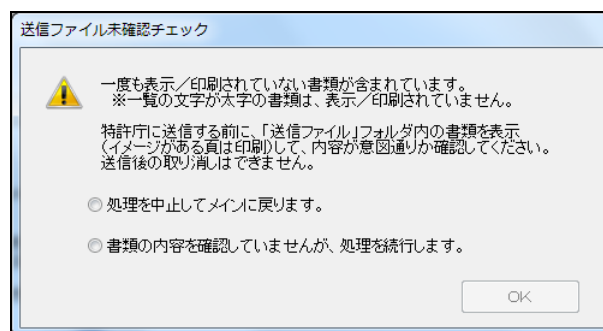 送信ファイル未確認チェック
一度も表示/印刷されていない書類が含まれています。
※一覧の文字が太字の書類は、表示/印刷されていません。
特許庁に送信する前に、「送信ファイル」フォルダ内の書類を表示
(イメージがある頁は印刷)して、内容が意図通りか確認してください。
送信後の取り消しはできません。
処理を中止してメインに戻ります。
書類の内容を確認していませんが、処理を続行します。
OK